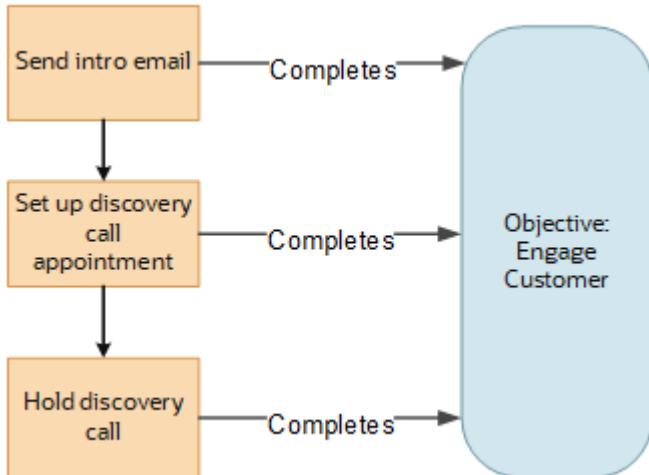 Send intro email
Completes
Set up discovery
call
appointment
Completes
Objective:
Engage
Customer
Hold discovery
call
Completes